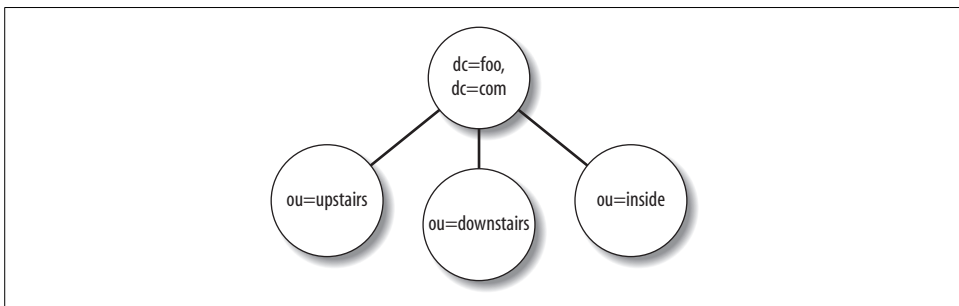 dc=foo,
dc=com
ou=upstairs
ou=downstairs
ou=inside